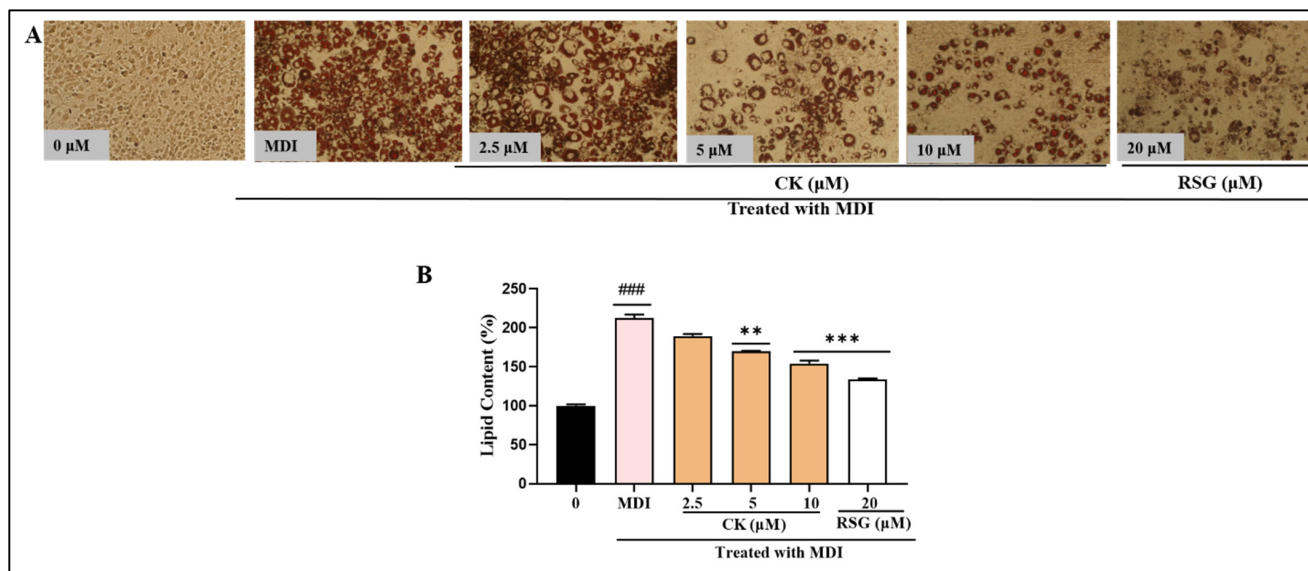 A
0 µM
MDI
2.5 µM
5 µM
10 µM
20 µM
CK (µM)
RSG (µM)
Treated with MDI
B
Lipid Content (%)
250
200
150
100
50
0
###
**
***
0
MDI
2.5
5
10
20
CK (µM)
RSG (µM)
Treated with MDI